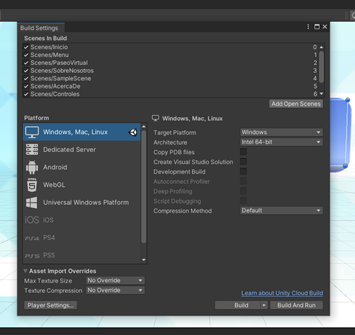 Build Settings
Scenes In Build
Scenes/Inicio 0
Scenes/Menu 1
Scenes/PaseoVirtual 2
Scenes/SobreNosotros 3
Scenes/SampleScene 4
Scenes/AcercaDe 5
Scenes/Controles 6
Add Open Scenes
Platform
Windows, Mac, Linux
Dedicated Server
Android
WebGL
Universal Windows Platform
iOS iOS
PS4 PS4
PS5 PS5
Windows, Mac, Linux
Target Platform Windows
Architecture Intel 64-bit
Copy PDB files
Create Visual Studio Solution
Development Build
Autoconnect Profiler
Deep Profiling
Script Debugging
Compression Method Default
Asset Import Overrides
Max Texture Size No Override
Texture Compression No Override
Learn about Unity Cloud Build
Player Settings... Build Build And Run